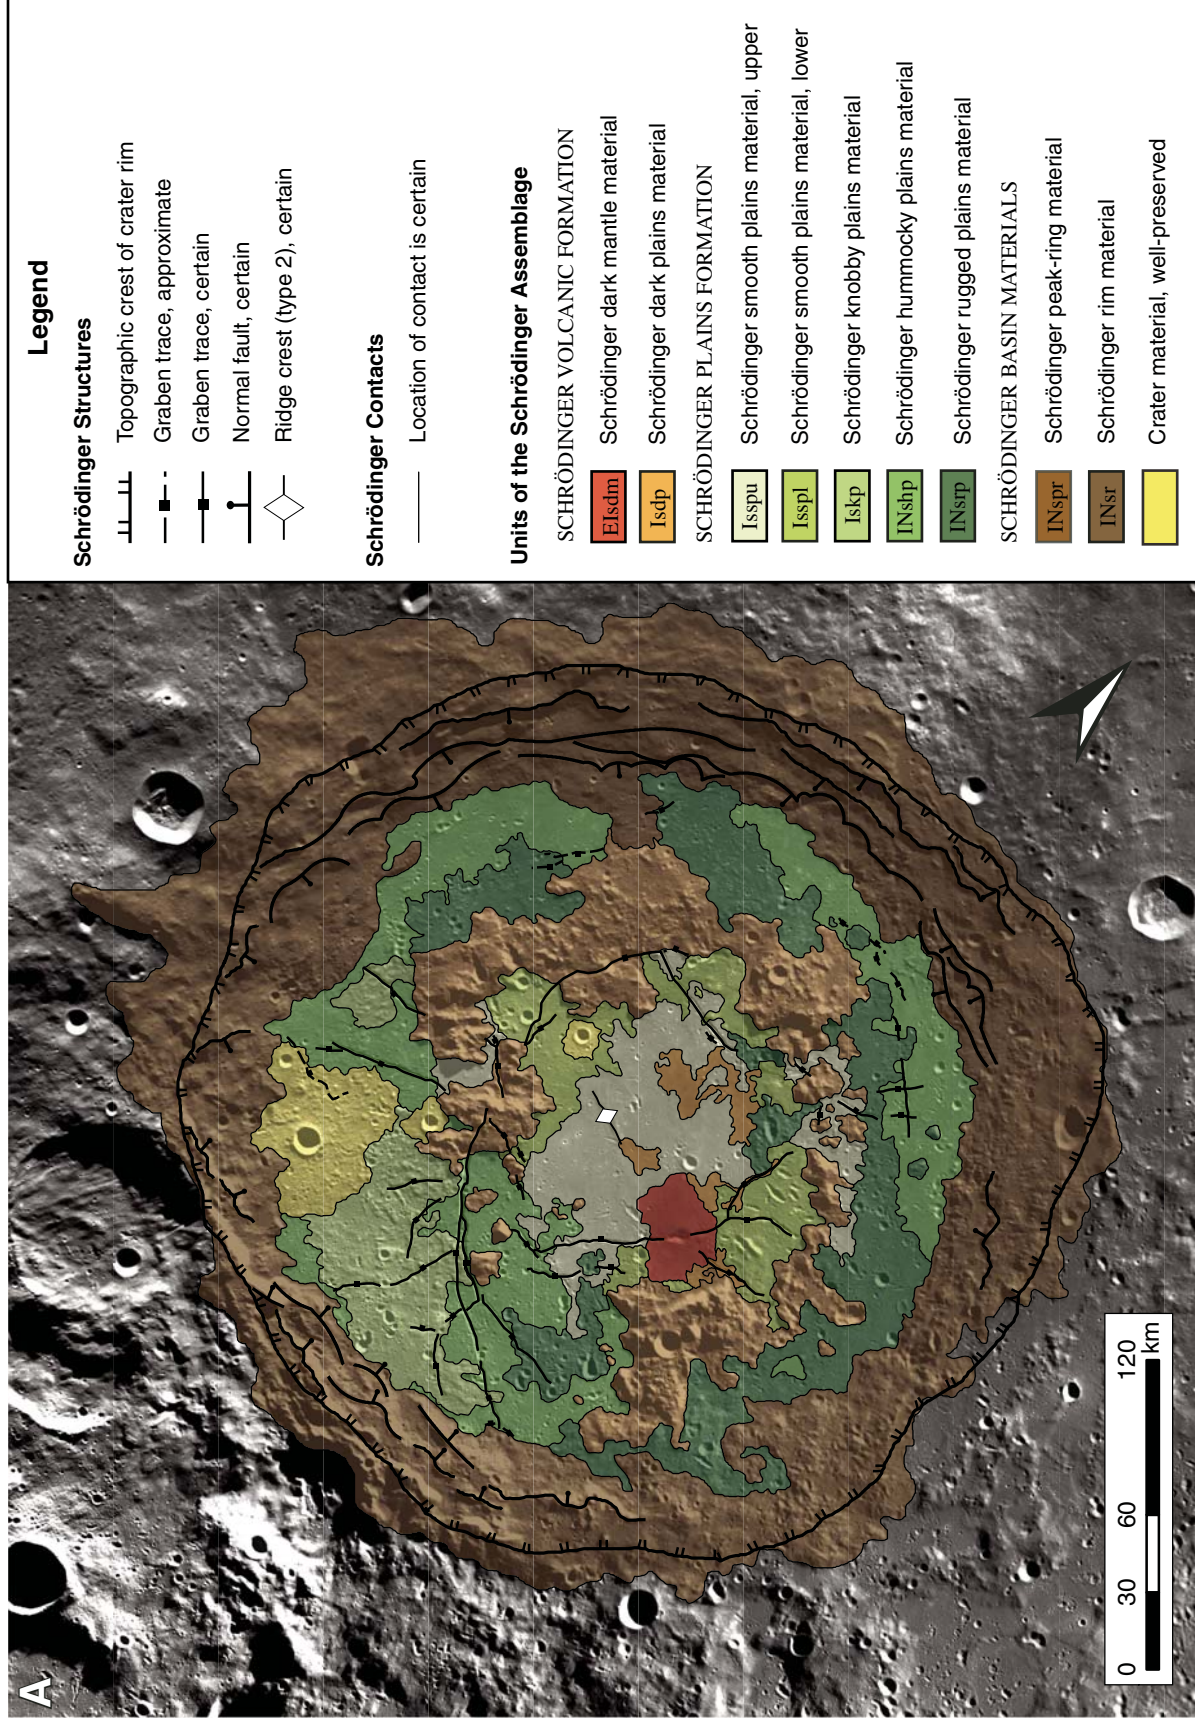 A
0 30 60 120
km
Legend
Schrödinger Structures
Topographic crest of crater rim
Graben trace, approximate
Graben trace, certain
Normal fault, certain
Ridge crest (type 2), certain
Schrödinger Contacts
Location of contact is certain
Units of the Schrödinger Assemblage
SCHRÖDINGER VOLCANIC FORMATION
EIsdm Schrödinger dark mantle material
Isdp Schrödinger dark plains material
SCHRÖDINGER PLAINS FORMATION
Isspu Schrödinger smooth plains material, upper
Isspl Schrödinger smooth plains material, lower
Iskp Schrödinger knobby plains material
INshp Schrödinger hummocky plains material
INsrp Schrödinger rugged plains material
SCHRÖDINGER BASIN MATERIALS
INspr Schrödinger peak-ring material
INsr Schrödinger rim material
Crater material, well-preserved